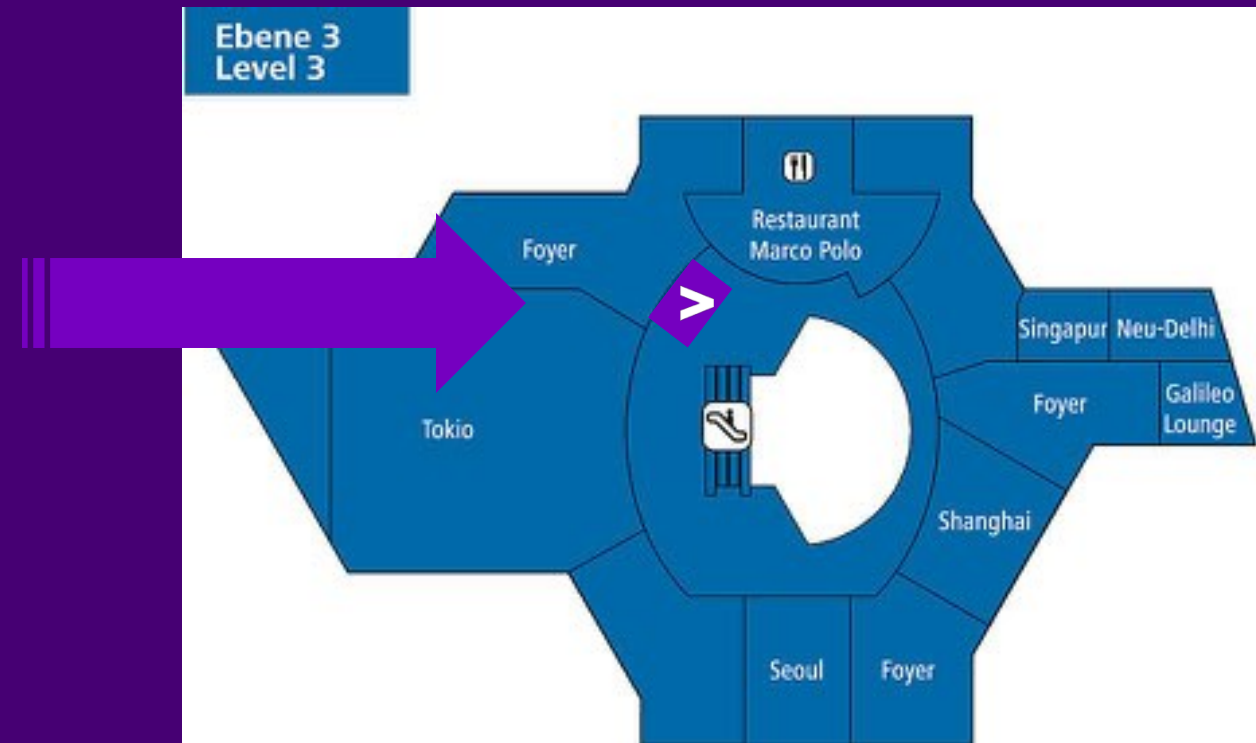 Ebene 3
Level 3
Restaurant
Marco Polo
Foyer
>
Singapur
Neu-Delhi
Foyer
Galileo
Lounge
Tokio
Shanghai
Seoul
Foyer